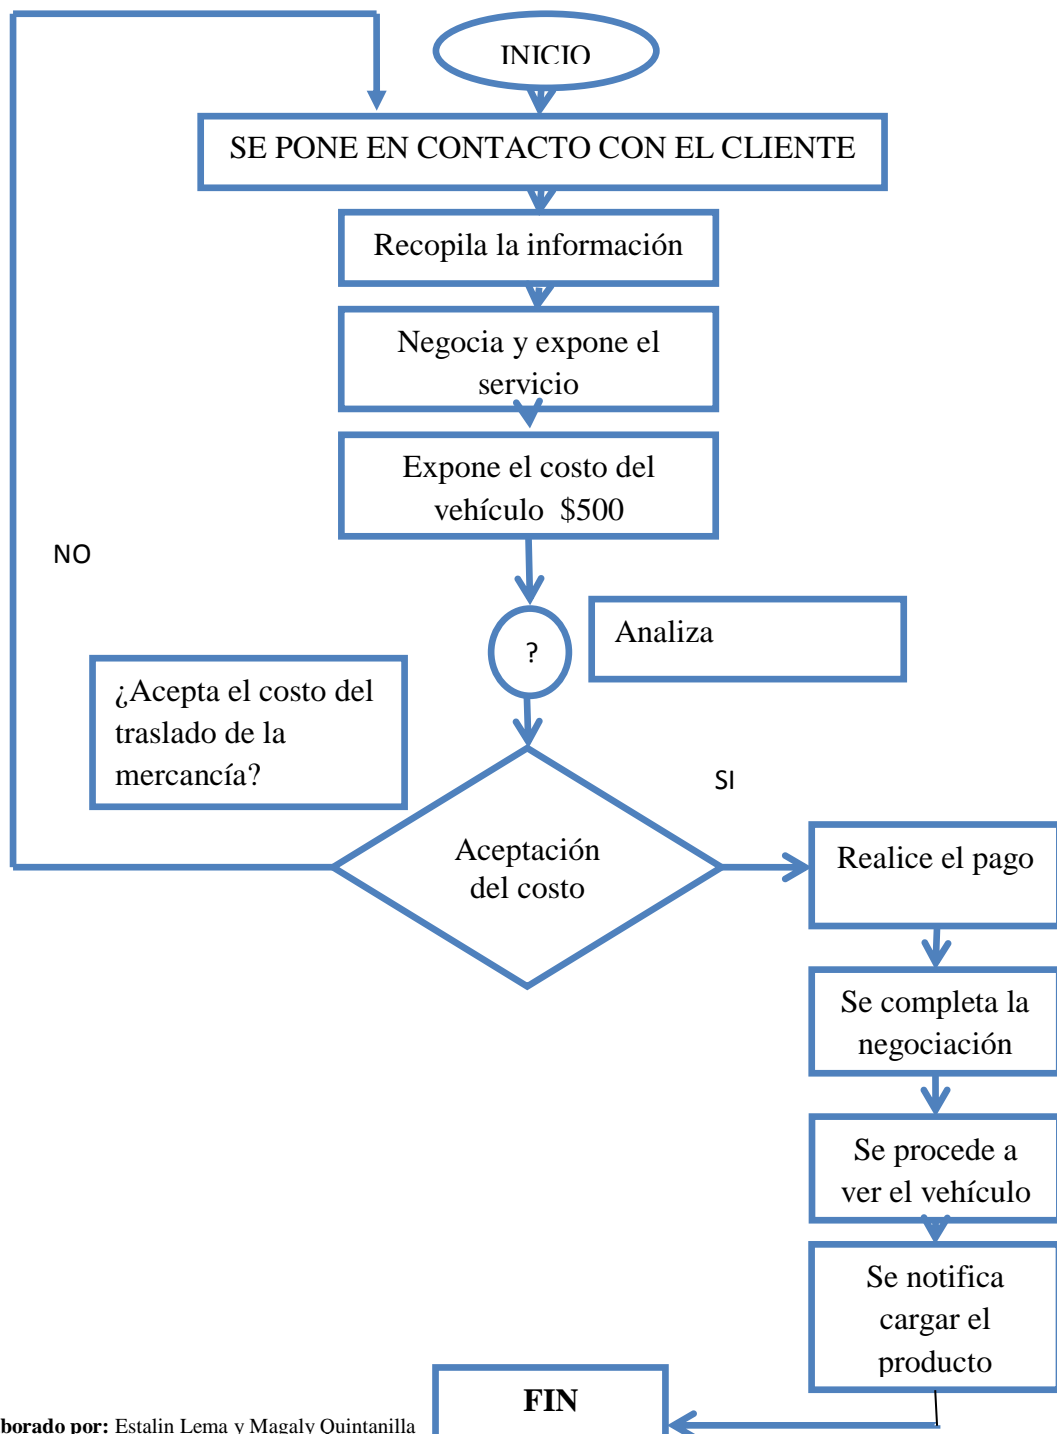 INICIO
SE PONE EN CONTACTO CON EL CLIENTE
Recopila la información
Negocia y expone el
servicio
Expone el costo del
vehículo $500
NO
?
Analiza
¿Acepta el costo del
traslado de la
mercancía?
SI
Aceptación
del costo
Realice el pago
Se completa la
negociación
Se procede a
ver el vehículo
Se notifica
cargar el
producto
FIN
borado por: Estalin Lema y Magaly Quintanilla